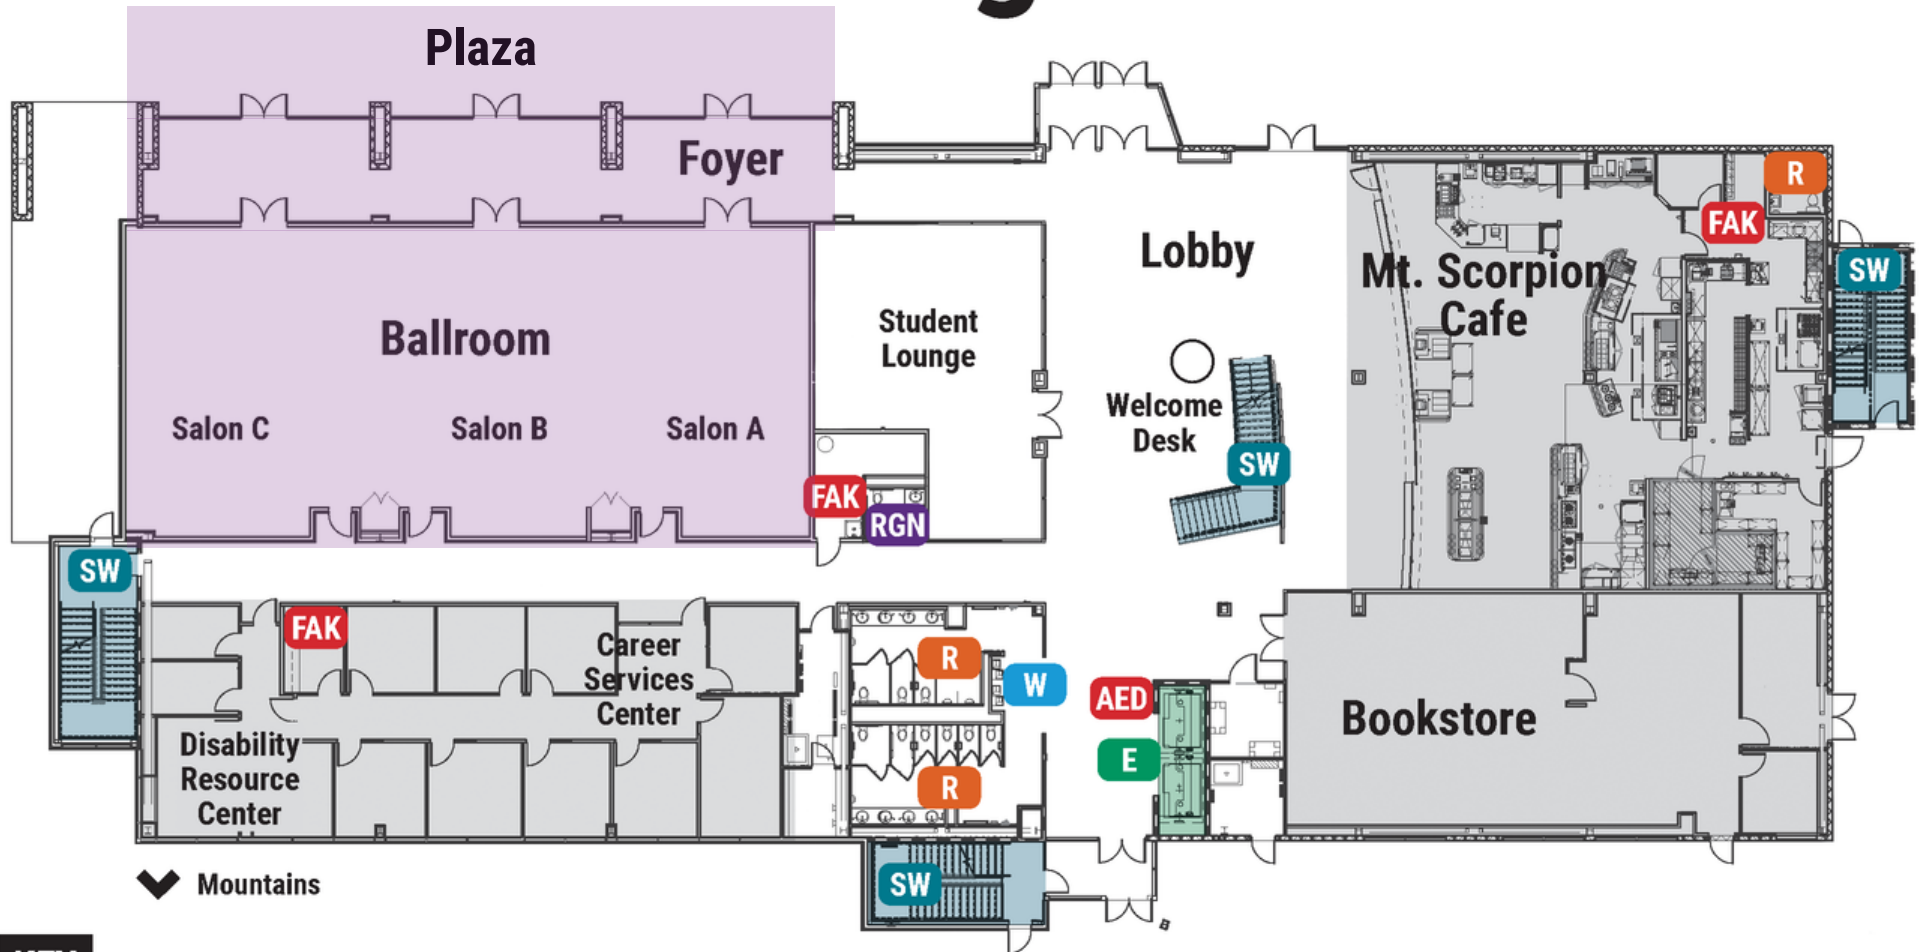 Plaza
Foyer
R
FAK
Lobby
Mt. Scorpion
Cafe
SW
Student
Lounge
Ballroom
Welcome
Desk
Salon C
Salon B
Salon A
SW
FAK
RGN
SW
FAK
Career
Services
Center
R
W
AED
Bookstore
Disability
Resource
Center
E
R
Mountains
SW